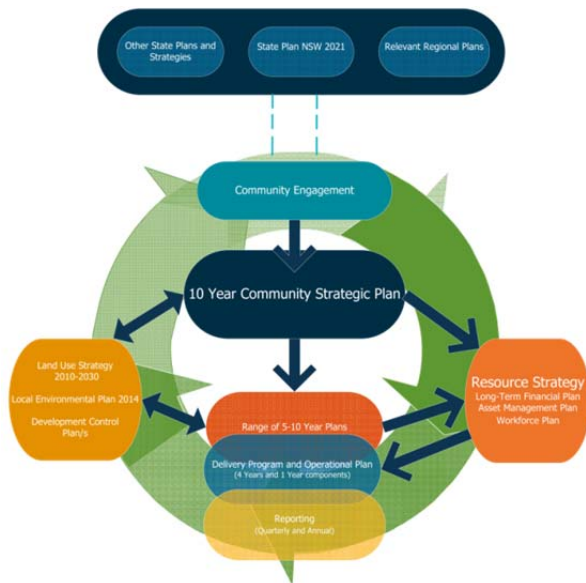 Other State Plans and
Strategies
State Plan NSW 2021
Relevant Regional Plans
Community Engagement
10 Year Community Strategic Plan
Land Use Strategy
2010-2030
Local Environmental Plan 2014
Development Control
Plan/s
Resource Strategy
Long-Term Financial Plan
Asset Management Plan
Workforce Plan
Range of 5-10 Year Plans
Delivery Program and Operational Plan
(4 Years and 1 Year components)
Reporting
(Quarterly and Annual)